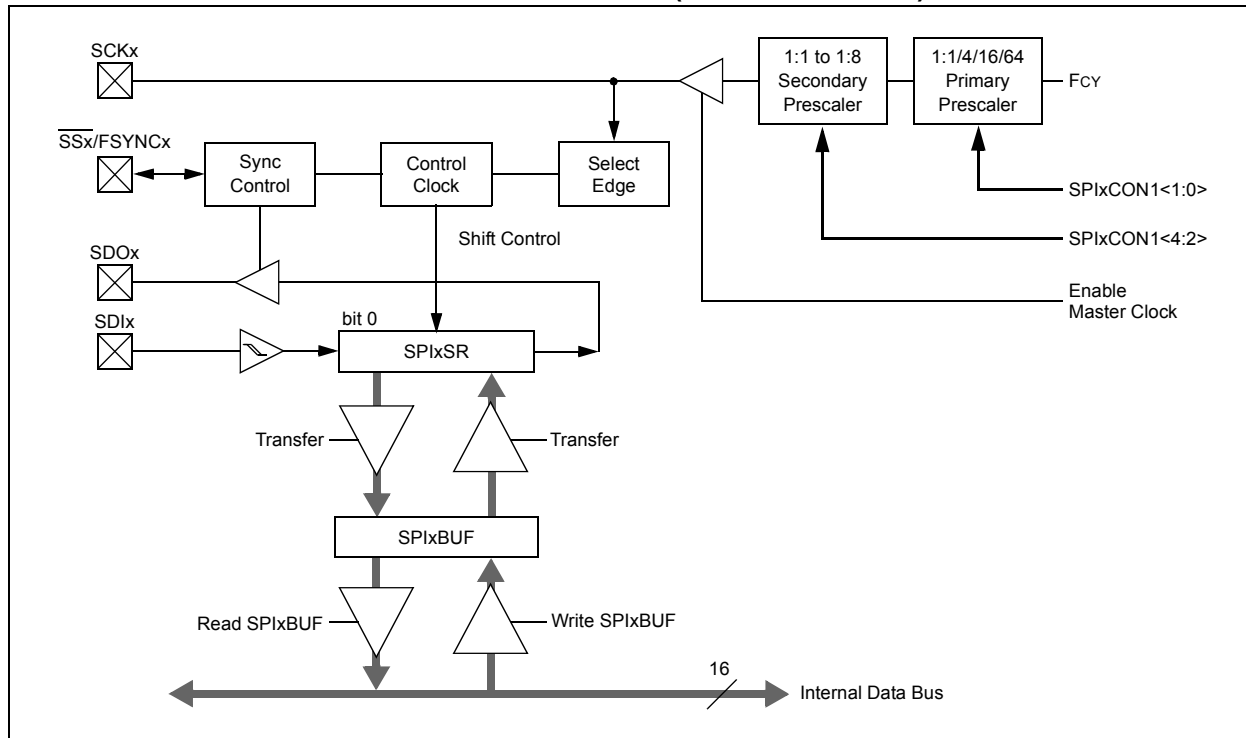 SCKx
1:1 to 1:8
Secondary
Prescaler
1:1/4/16/64
Primary
Prescaler
FCY
SSx/FSYNCx
Sync
Control
Control
Clock
Select
Edge
SPIxCON1<1:0>
SPIxCON1<4:2>
Shift Control
SDOx
Enable
Master Clock
bit 0
SDIx
SPIxSR
Transfer
Transfer
SPIxBUF
Read SPIxBUF
Write SPIxBUF
16
Internal Data Bus